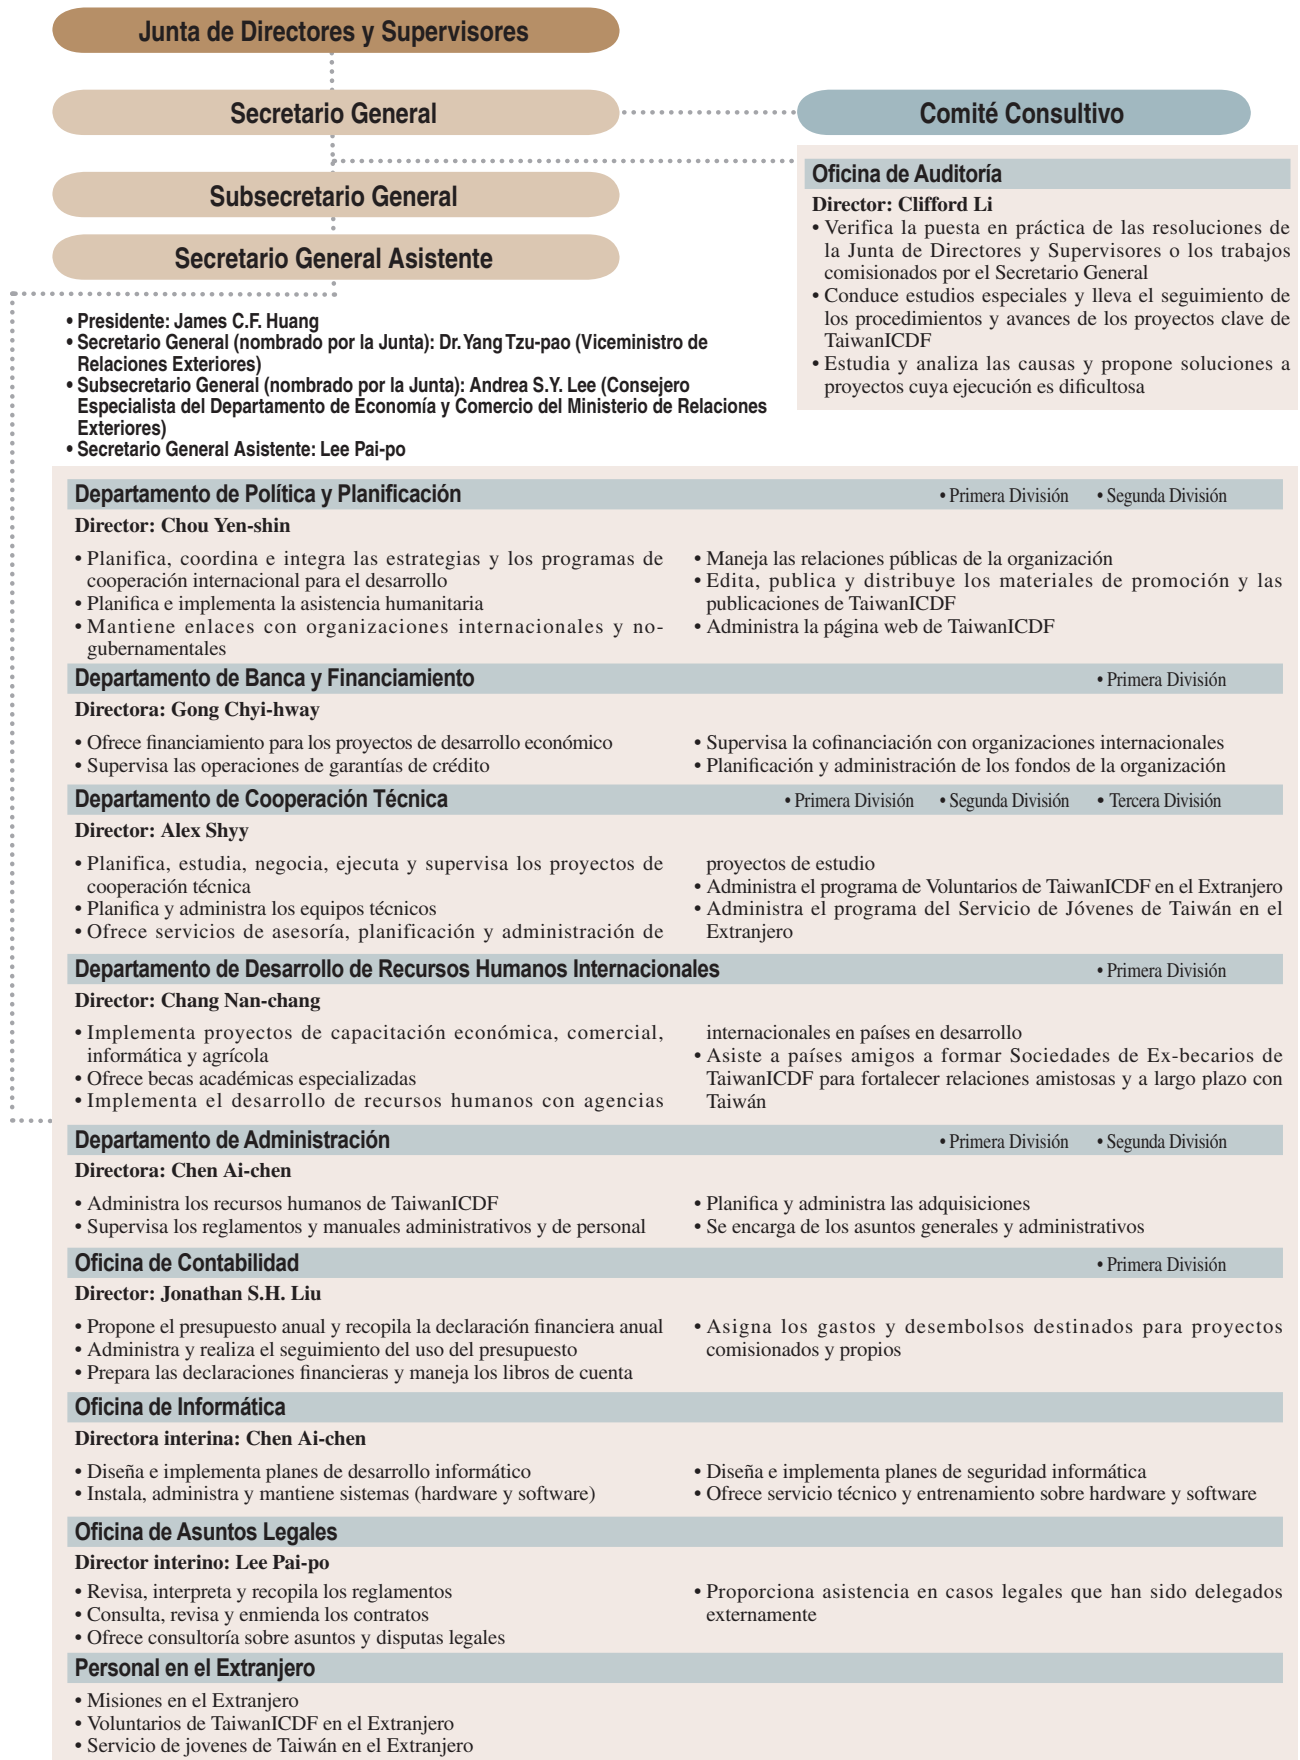 Junta de Directores y Supervisores
Secretario General
Comité Consultivo
Subsecretario General
Secretario General Asistente
Oficina de Auditoría
Director: Clifford Li
• Verifica la puesta en práctica de las resoluciones de
la Junta de Directores y Supervisores o los trabajos
comisionados por el Secretario General
• Conduce estudios especiales y lleva el seguimiento de
los procedimientos y avances de los proyectos clave de
TaiwanICDF
• Estudia y analiza las causas y propone soluciones a
proyectos cuya ejecución es dificultosa
• Presidente: James C.F. Huang
• Secretario General (nombrado por la Junta): Dr. Yang Tzu-pao (Viceministro de
Relaciones Exteriores)
• Subsecretario General (nombrado por la Junta): Andrea S.Y. Lee (Consejero
Especialista del Departamento de Economía y Comercio del Ministerio de Relaciones
Exteriores)
• Secretario General Asistente: Lee Pai-po
Departamento de Política y Planificación • Primera División • Segunda División
Director: Chou Yen-shin
• Planifica, coordina e integra las estrategias y los programas de
cooperación internacional para el desarrollo
• Planifica e implementa la asistencia humanitaria
• Mantiene enlaces con organizaciones internacionales y no-
gubernamentales
• Maneja las relaciones públicas de la organización
• Edita, publica y distribuye los materiales de promoción y las
publicaciones de TaiwanICDF
• Administra la página web de TaiwanICDF
Departamento de Banca y Financiamiento • Primera División
Directora: Gong Chyi-hway
• Ofrece financiamiento para los proyectos de desarrollo económico
• Supervisa las operaciones de garantías de crédito
• Supervisa la cofinanciación con organizaciones internacionales
• Planificación y administración de los fondos de la organización
Departamento de Cooperación Técnica • Primera División • Segunda División • Tercera División
Director: Alex Shyy
• Planifica, estudia, negocia, ejecuta y supervisa los proyectos de
cooperación técnica
• Planifica y administra los equipos técnicos
• Ofrece servicios de asesoría, planificación y administración de
proyectos de estudio
• Administra el programa de Voluntarios de TaiwanICDF en el Extranjero
• Administra el programa del Servicio de Jóvenes de Taiwán en el
Extranjero
Departamento de Desarrollo de Recursos Humanos Internacionales • Primera División
Director: Chang Nan-chang
• Implementa proyectos de capacitación económica, comercial,
informática y agrícola
• Ofrece becas académicas especializadas
• Implementa el desarrollo de recursos humanos con agencias
internacionales en países en desarrollo
• Asiste a países amigos a formar Sociedades de Ex-becarios de
TaiwanICDF para fortalecer relaciones amistosas y a largo plazo con
Taiwán
Departamento de Administración • Primera División • Segunda División
Directora: Chen Ai-chen
• Administra los recursos humanos de TaiwanICDF
• Supervisa los reglamentos y manuales administrativos y de personal
• Planifica y administra las adquisiciones
• Se encarga de los asuntos generales y administrativos
Oficina de Contabilidad • Primera División
Director: Jonathan S.H. Liu
• Propone el presupuesto anual y recopila la declaración financiera anual
• Administra y realiza el seguimiento del uso del presupuesto
• Prepara las declaraciones financieras y maneja los libros de cuenta
• Asigna los gastos y desembolsos destinados para proyectos
comisionados y propios
Oficina de Informática
Directora interina: Chen Ai-chen
• Diseña e implementa planes de desarrollo informático
• Instala, administra y mantiene sistemas (hardware y software)
• Diseña e implementa planes de seguridad informática
• Ofrece servicio técnico y entrenamiento sobre hardware y software
Oficina de Asuntos Legales
Director interino: Lee Pai-po
• Revisa, interpreta y recopila los reglamentos
• Consulta, revisa y enmienda los contratos
• Ofrece consultoría sobre asuntos y disputas legales
• Proporciona asistencia en casos legales que han sido delegados
externamente
Personal en el Extranjero
• Misiones en el Extranjero
• Voluntarios de TaiwanICDF en el Extranjero
• Servicio de jovenes de Taiwán en el Extranjero